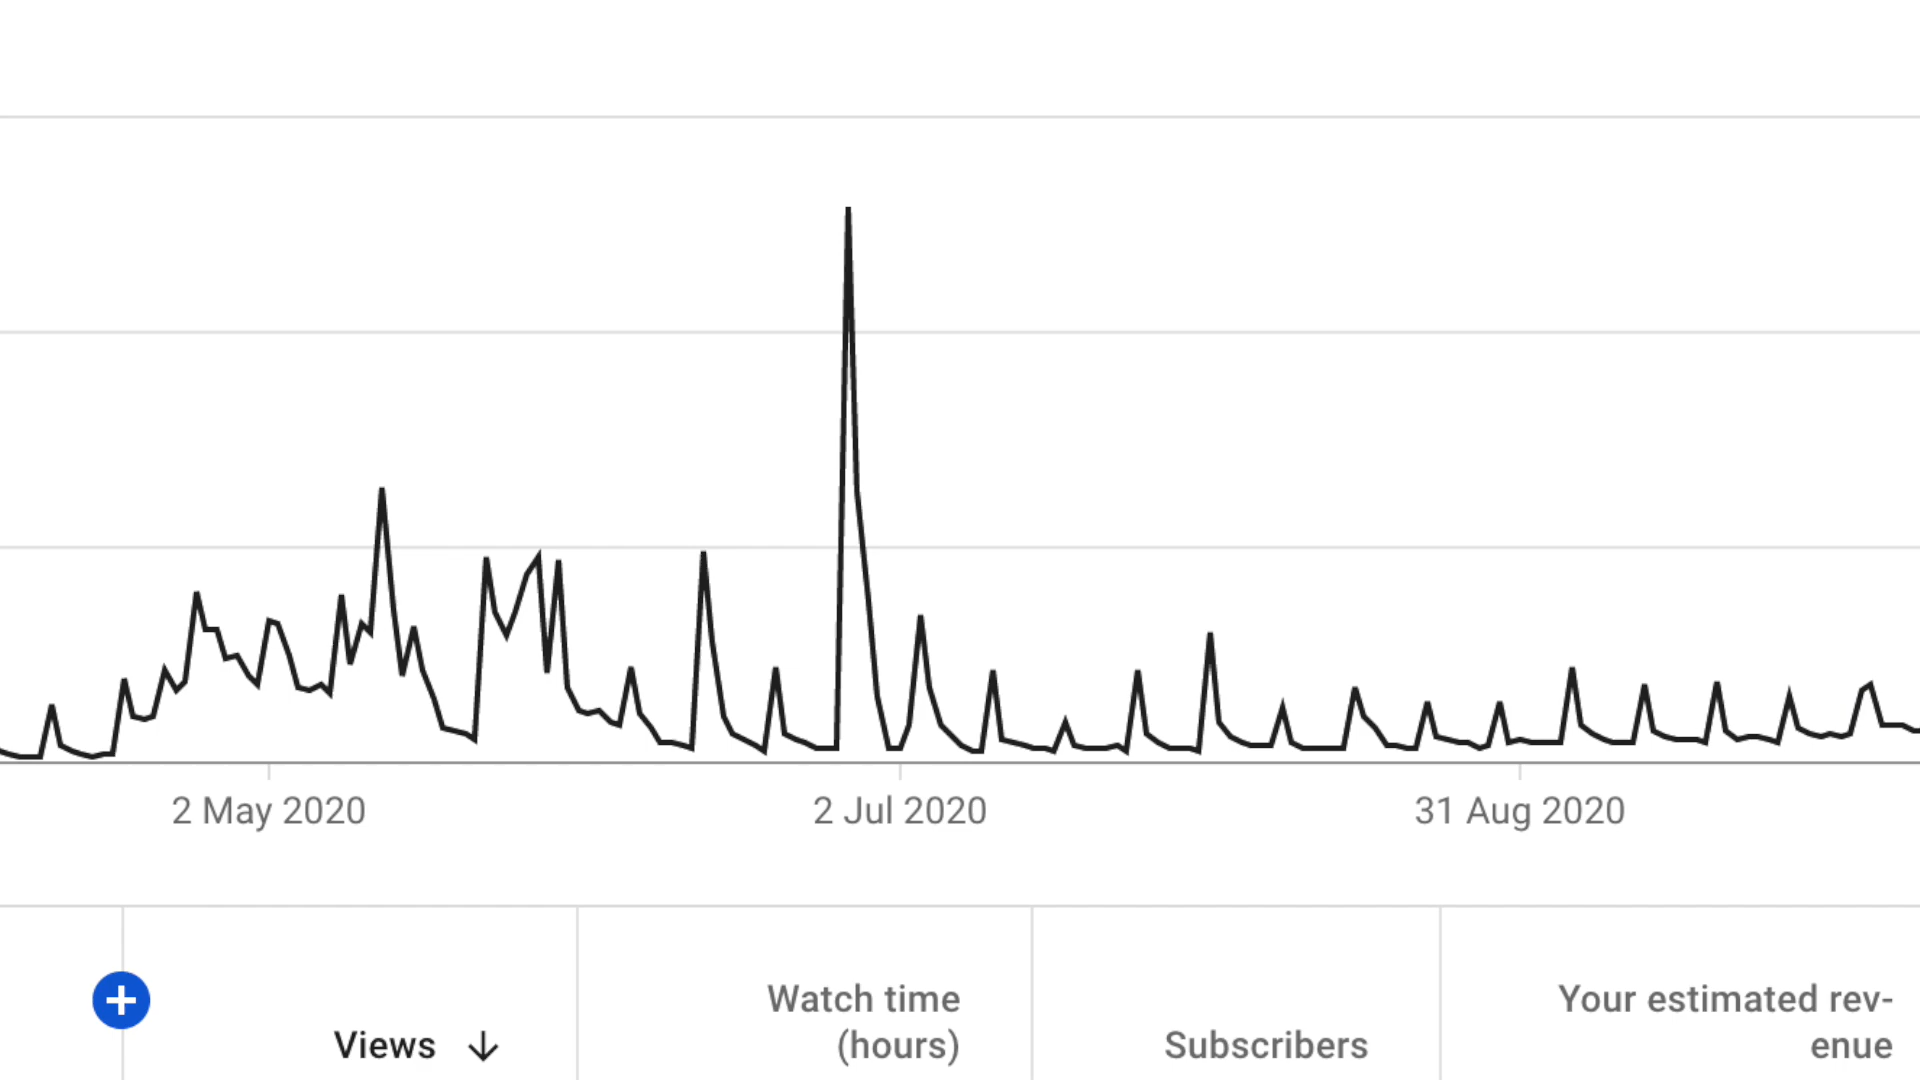 2 May 2020
2 Jul 2020
31 Aug 2020
Views ↓
Watch time
(hours)
Subscribers
Your estimated rev-
enue